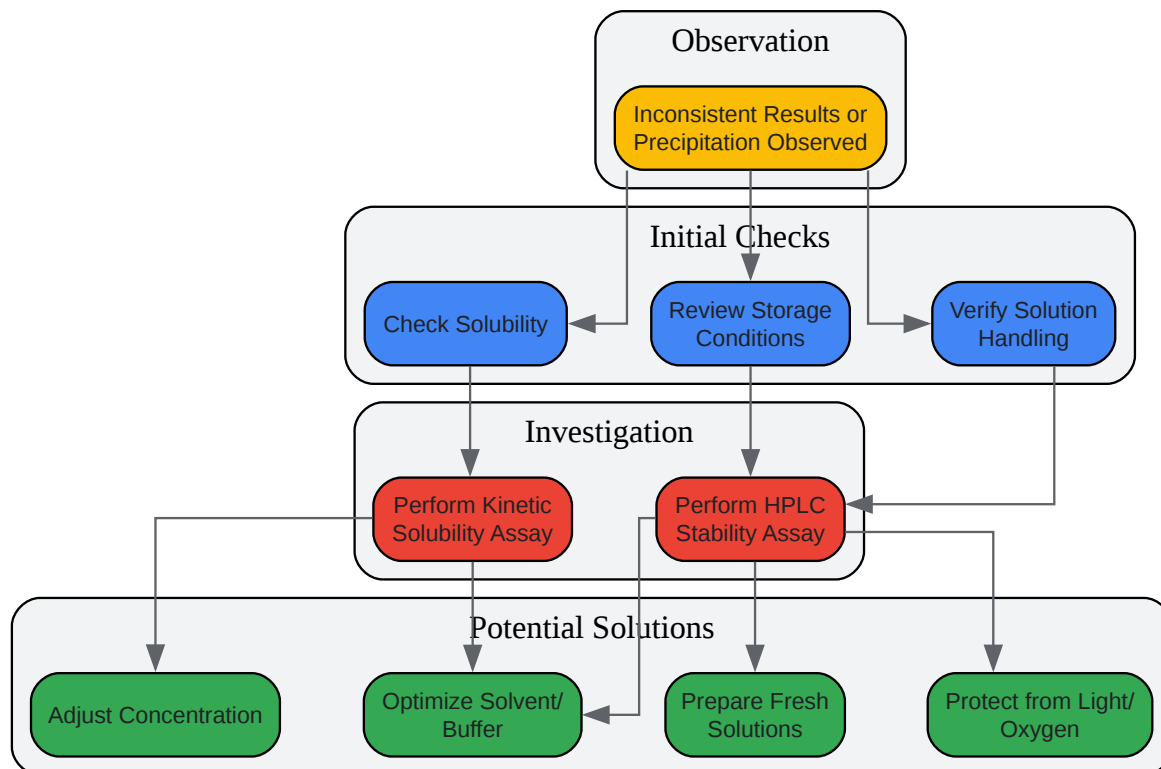 Observation
Inconsistent Results or
Precipitation Observed
Initial Checks
Check Solubility
Review Storage
Conditions
Verify Solution
Handling
Investigation
Perform Kinetic
Solubility Assay
Perform HPLC
Stability Assay
Potential Solutions
Adjust Concentration
Optimize Solvent/
Buffer
Prepare Fresh
Solutions
Protect from Light/
Oxygen